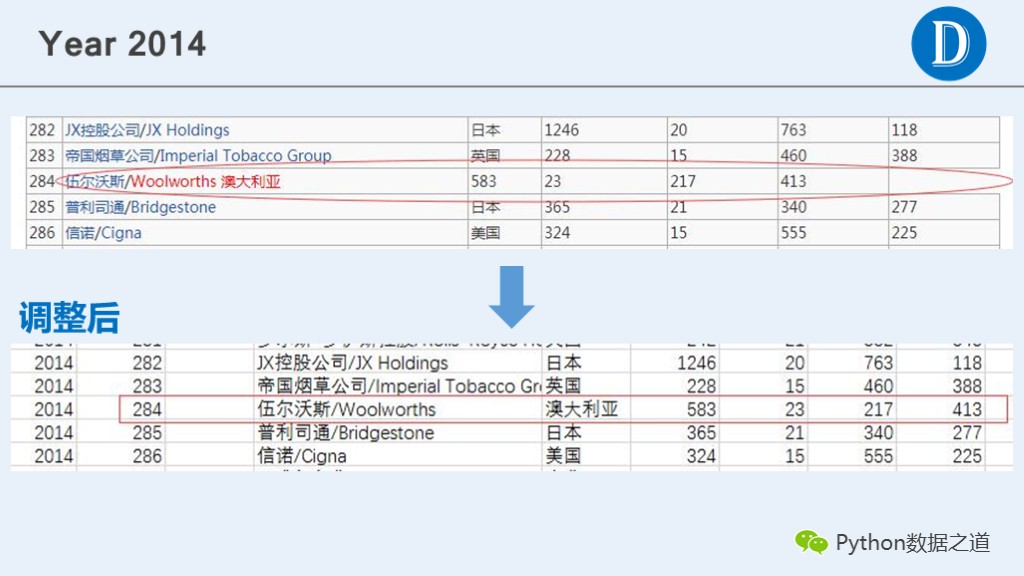 Year 2014
D
282 JX控股公司/JX Holdings 日本 1246 20 763 118
283 帝国烟草公司/Imperial Tobacco Group 英国 228 15 460 388
284 伍尔沃斯/Woolworths 澳大利亚 583 23 217 413
285 普利司通/Bridgestone 日本 365 21 340 277
286 信诺/Cigna 美国 324 15 555 225
调整后
2014 282 JX控股公司/JX Holdings 日本 1246 20 763 118
2014 283 帝国烟草公司/Imperial Tobacco Gr 英国 228 15 460 388
2014 284 伍尔沃斯/Woolworths 澳大利亚 583 23 217 413
2014 285 普利司通/Bridgestone 日本 365 21 340 277
2014 286 信诺/Cigna 美国 324 15 555 225
Python数据之道